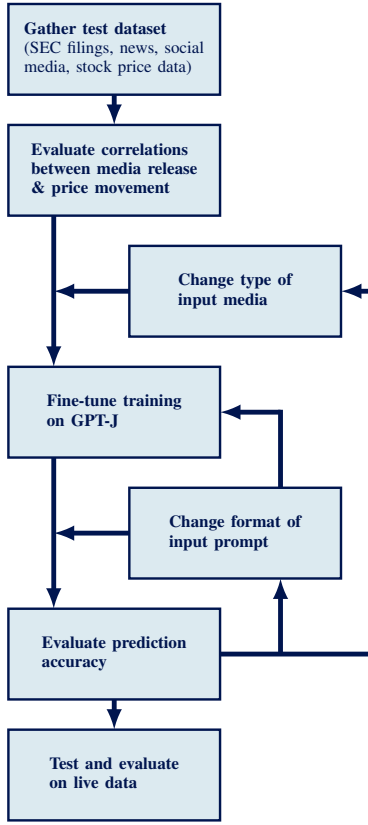 Gather test dataset
(SEC filings, news, social
media, stock price data)
Evaluate correlations
between media release
& price movement
Change type of
input media
Fine-tune training
on GPT-J
Change format of
input prompt
Evaluate prediction
accuracy
Test and evaluate
on live data